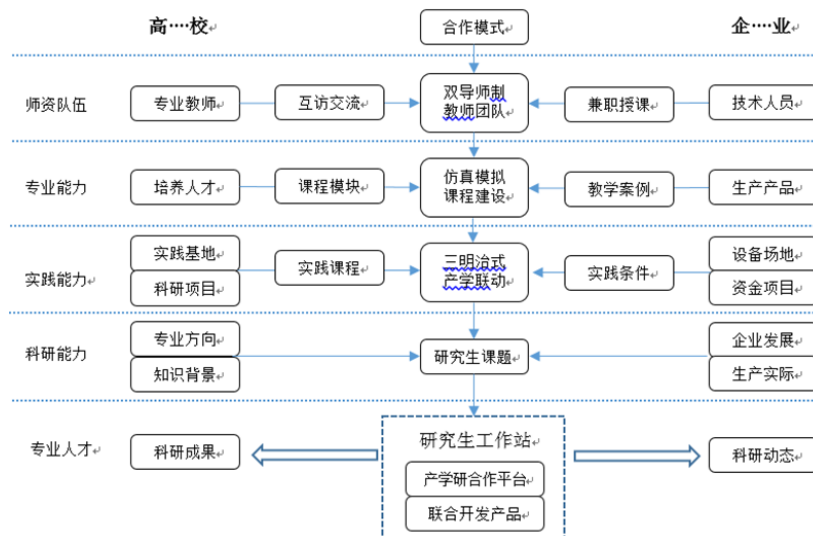 高····校
合作模式
企····业
师资队伍
专业教师
互访交流
双导师制
教师团队
兼职授课
技术人员
专业能力
培养人才
课程模块
仿真模拟
课程建设
教学案例
生产产品
实践能力
实践基地
科研项目
实践课程
三明治式
产学联动
实践条件
设备场地
资金项目
科研能力
专业方向
知识背景
研究生课题
企业发展
生产实际
专业人才
科研成果
研究生工作站
产学研合作平台
联合开发产品
科研动态